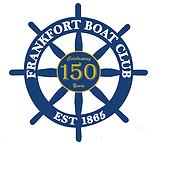 FRANKFORT BOAT CLUB
Celebrating
150
Years
EST 1865